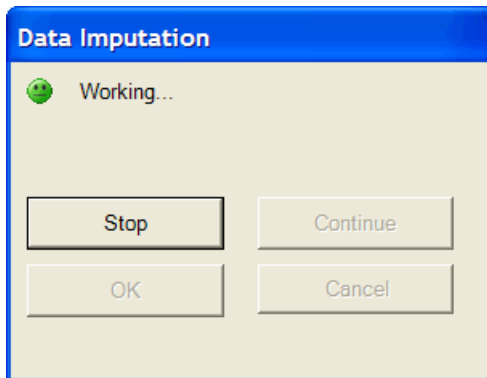 Data Imputation
Working...
Stop
Continue
OK
Cancel